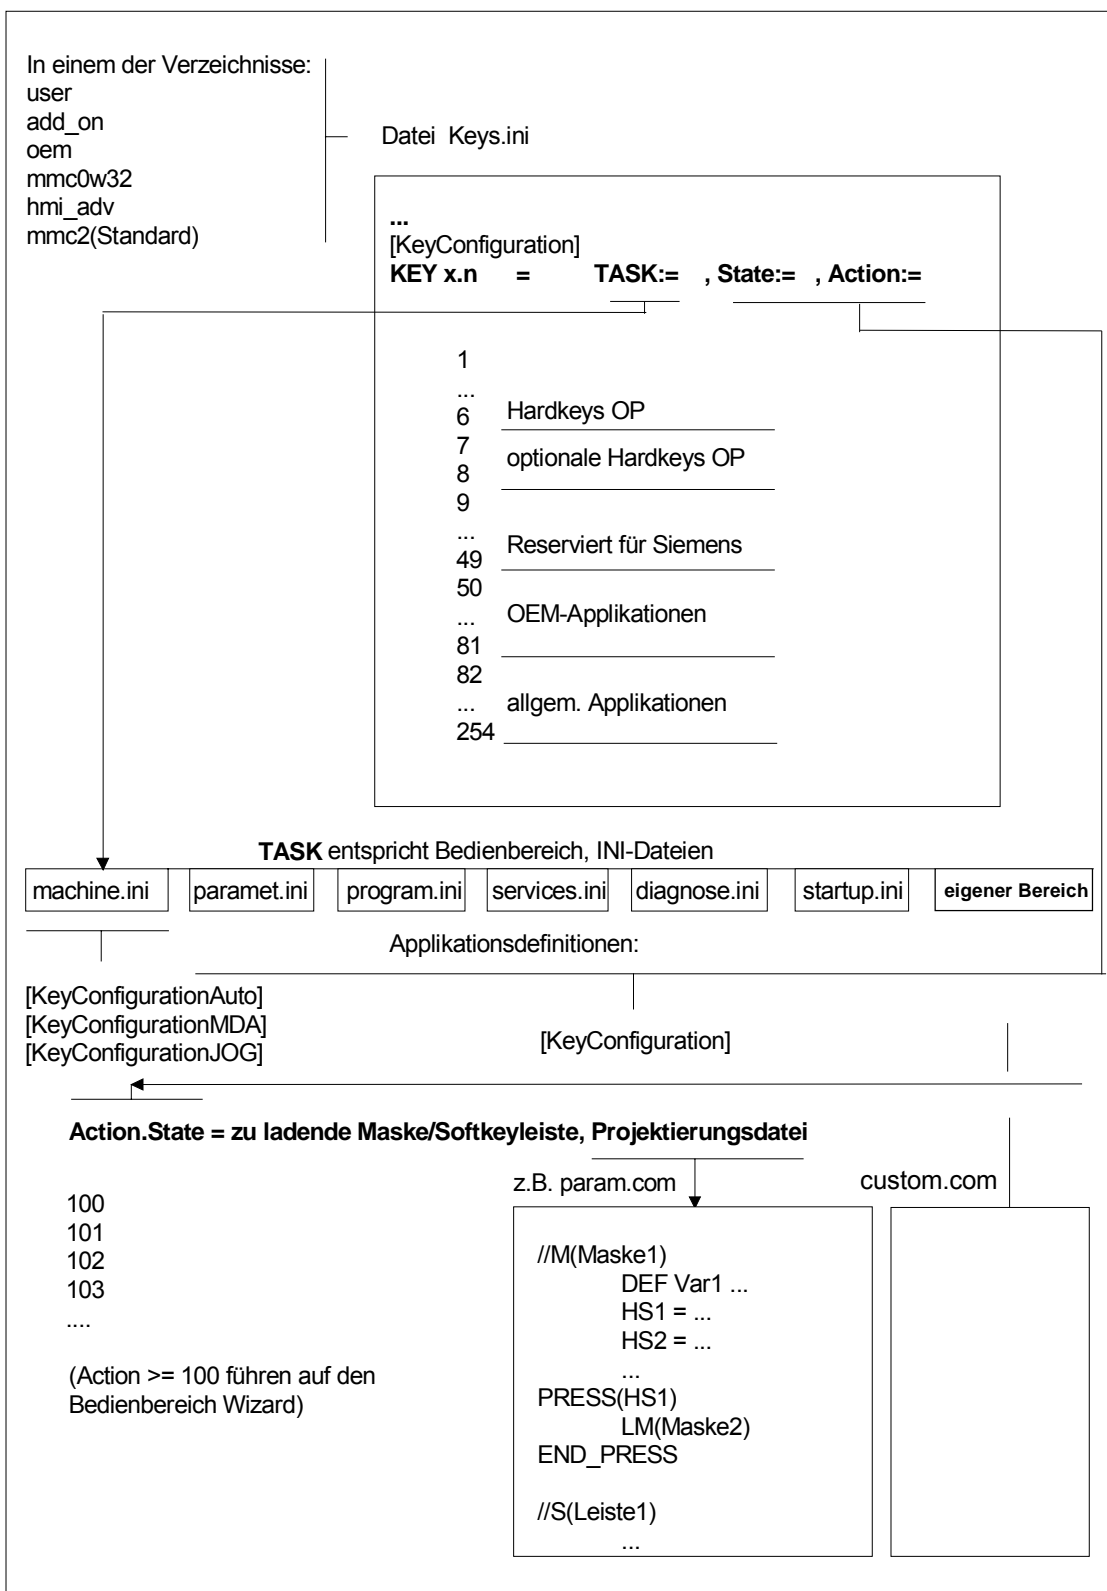 In einem der Verzeichnisse:
user
add_on
oem
mmc0w32
hmi_adv
mmc2(Standard)
Datei Keys.ini
...
[KeyConfiguration]
KEY x.n = TASK:= , State:= , Action:=
1
...
6 Hardkeys OP
7
optionale Hardkeys OP
8
9
...
Reserviert für Siemens
49
50
... OEM-Applikationen
81
82
... allgem. Applikationen
254
TASK entspricht Bedienbereich, INI-Dateien
machine.ini paramet.ini program.ini services.ini diagnose.ini startup.ini eigener Bereich
Applikationsdefinitionen:
[KeyConfigurationAuto]
[KeyConfigurationMDA]
[KeyConfigurationJOG]
[KeyConfiguration]
Action.State = zu ladende Maske/Softkeyleiste, Projektierungsdatei
z.B. param.com
custom.com
100
101
102
103
....
(Action >= 100 führen auf den
Bedienbereich Wizard)
//M(Maske1)
DEF Var1 ...
HS1 = ...
HS2 = ...
...
PRESS(HS1)
LM(Maske2)
END_PRESS
//S(Leiste1)
...